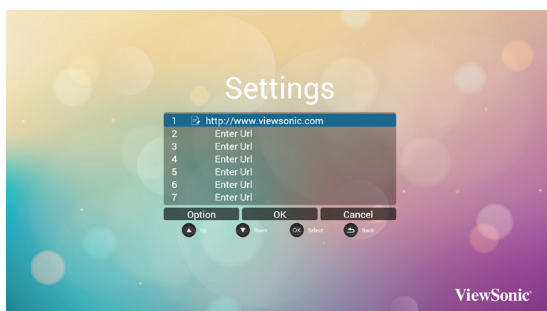 Settings
1 http://www.viewsonic.com
2 Enter Url
3 Enter Url
4 Enter Url
5 Enter Url
6 Enter Url
7 Enter Url
Option OK Cancel
Up Down OK Select Back
ViewSonic